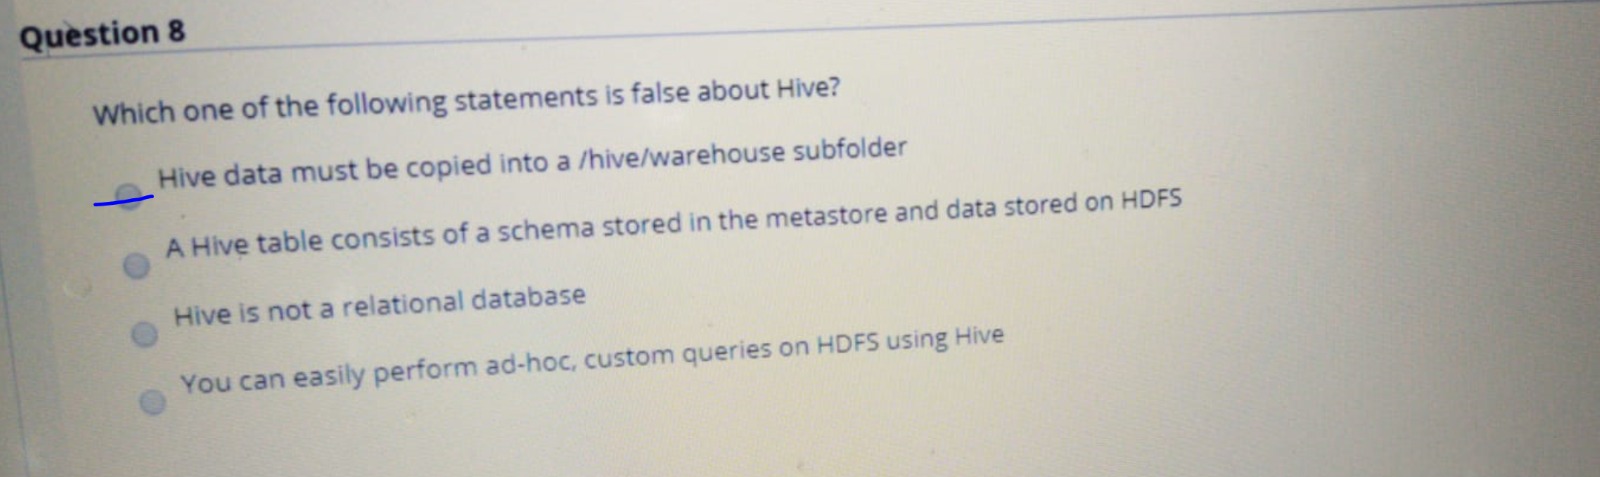 Question 8
Which one of the following statements is false about Hive?
Hive data must be copied into a /hive/warehouse subfolder
A Hive table consists of a schema stored in the metastore and data stored on HDFS
Hive is not a relational database
You can easily perform ad-hoc, custom queries on HDFS using Hive